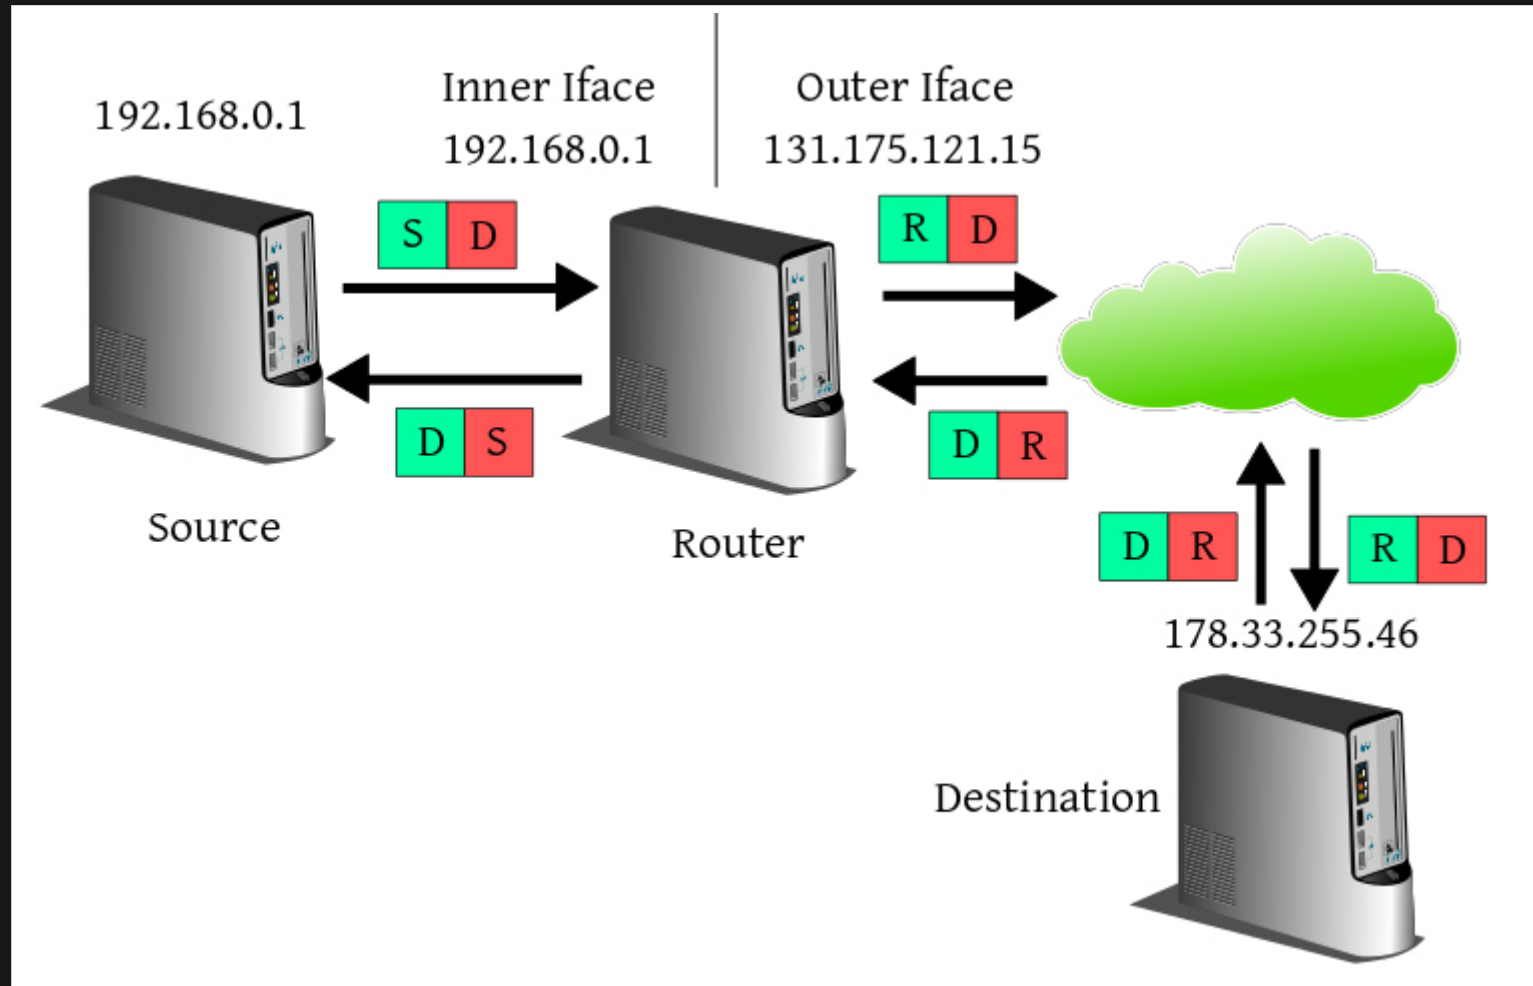 192.168.0.1
Inner Iface
192.168.0.1
Outer Iface
131.175.121.15
S D
R D
D S
D R
Source
Router
D R
R D
178.33.255.46
Destination